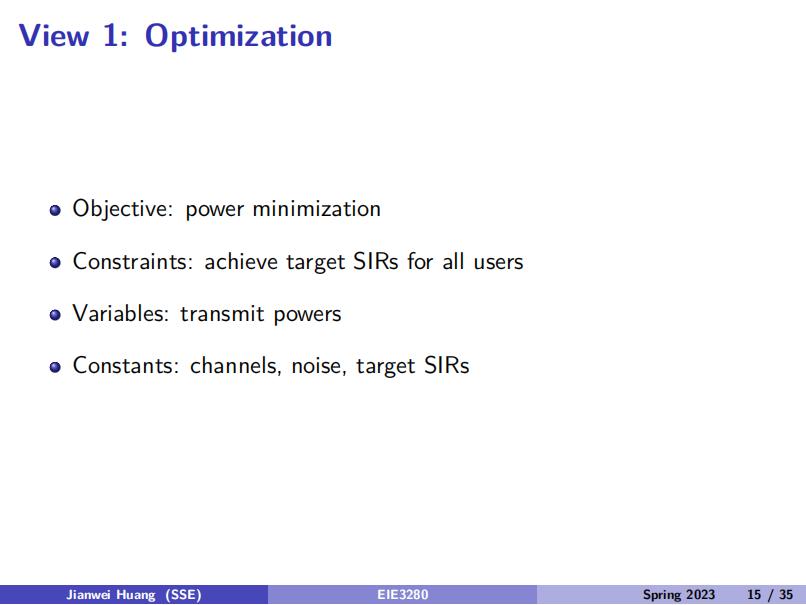 View 1: Optimization
Objective: power minimization
Constraints: achieve target SIRs for all users
Variables: transmit powers
Constants: channels, noise, target SIRs
Jianwei Huang (SSE) EIE3280 Spring 2023 15 / 35